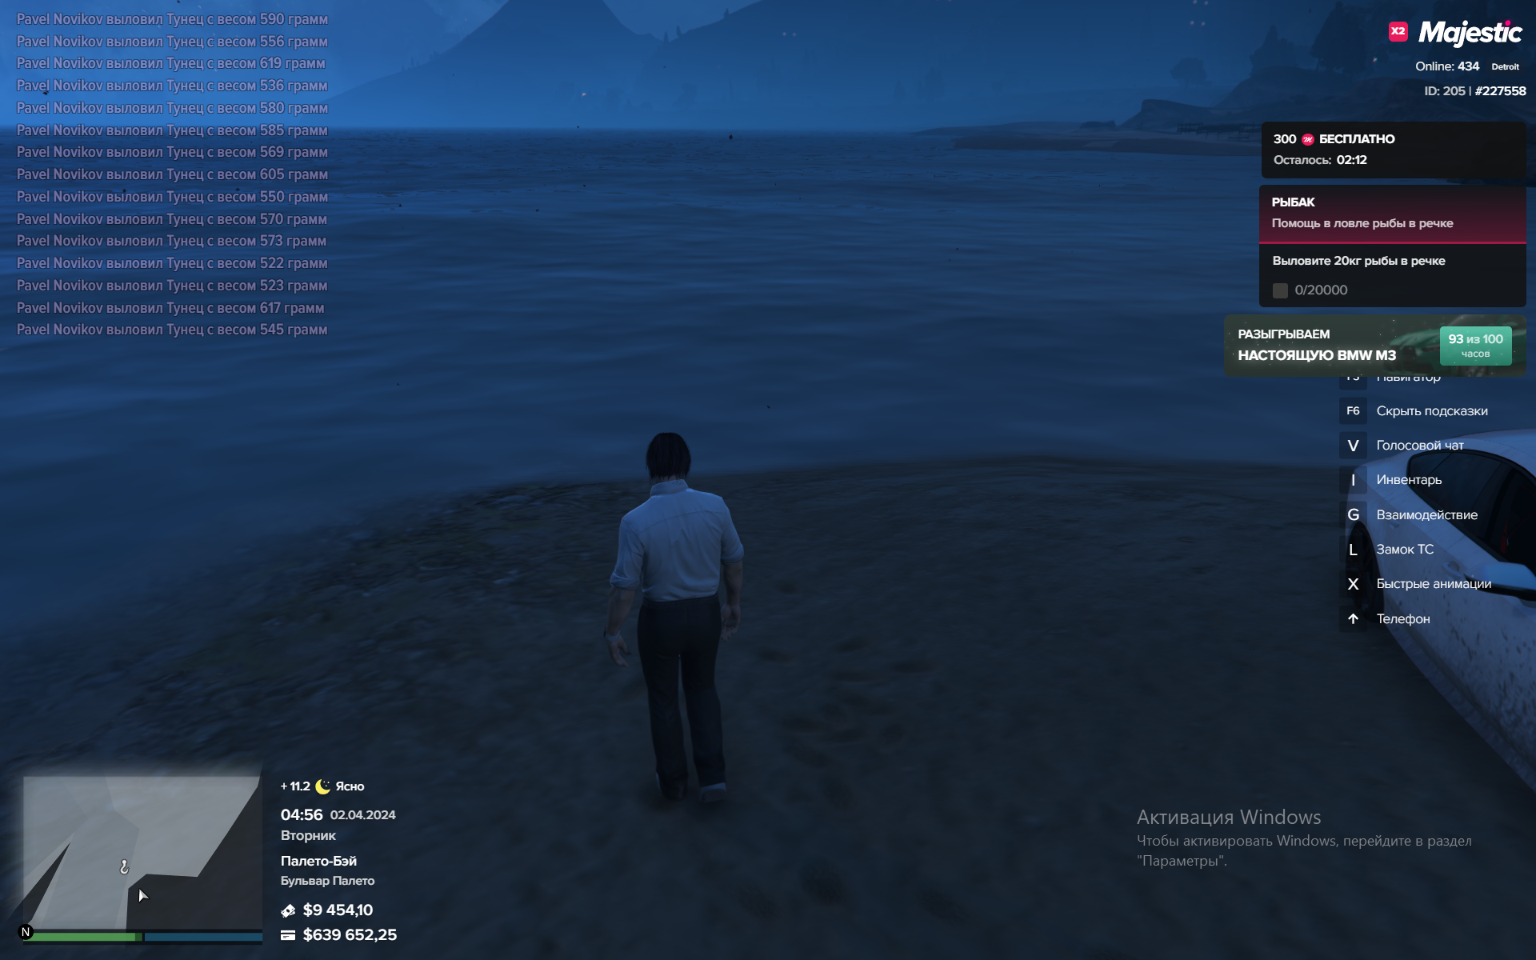 Pavel Novikov выловил Тунец с весом 590 грамм
Pavel Novikov выловил Тунец с весом 556 грамм
Pavel Novikov выловил Тунец с весом 619 грамм
Pavel Novikov выловил Тунец с весом 536 грамм
Pavel Novikov выловил Тунец с весом 580 грамм
Pavel Novikov выловил Тунец с весом 585 грамм
Pavel Novikov выловил Тунец с весом 569 грамм
Pavel Novikov выловил Тунец с весом 605 грамм
Pavel Novikov выловил Тунец с весом 550 грамм
Pavel Novikov выловил Тунец с весом 570 грамм
Pavel Novikov выловил Тунец с весом 573 грамм
Pavel Novikov выловил Тунец с весом 522 грамм
Pavel Novikov выловил Тунец с весом 523 грамм
Pavel Novikov выловил Тунец с весом 617 грамм
Pavel Novikov выловил Тунец с весом 545 грамм
X2 Majestic
Online: 434 Detroit
ID: 205 | #227558
300 БЕСПЛАТНО
Осталось: 02:12
РЫБАК
Помощь в ловле рыбы в речке
Выловите 20кг рыбы в речке
0/20000
РАЗЫГРЫВАЕМ
НАСТОЯЩУЮ BMW M3
93 из 100
часов
Навигатор
F6 Скрыть подсказки
V Голосовой чат
I Инвентарь
G Взаимодействие
L Замок ТС
X Быстрые анимации
↑ Телефон
+11.2 Ясно
04:56 02.04.2024
Вторник
Палето-Бэй
Бульвар Палето
$9 454,10
$639 652,25
N
Активация Windows
Чтобы активировать Windows, перейдите в раздел
"Параметры".